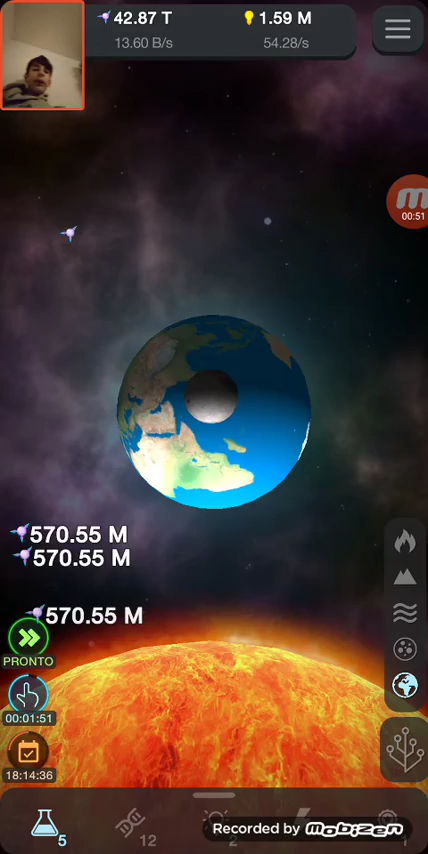 42.87 T
1.59 M
13.60 B/s
54.28/s
00:51
570.55 M
570.55 M
570.55 M
PRONTO
00:01:51
18:14:36
5
12
2
1
Recorded by mobizen